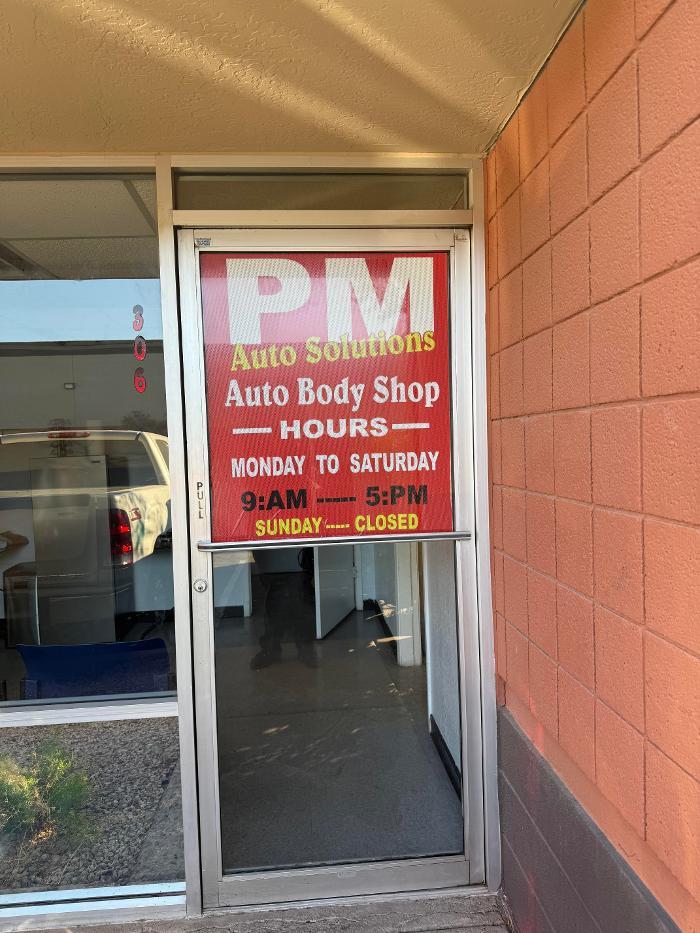 PM
Auto Solutions
Auto Body Shop
HOURS
MONDAY TO SATURDAY
9:AM ----- 5:PM
SUNDAY ----- CLOSED
306
PULL